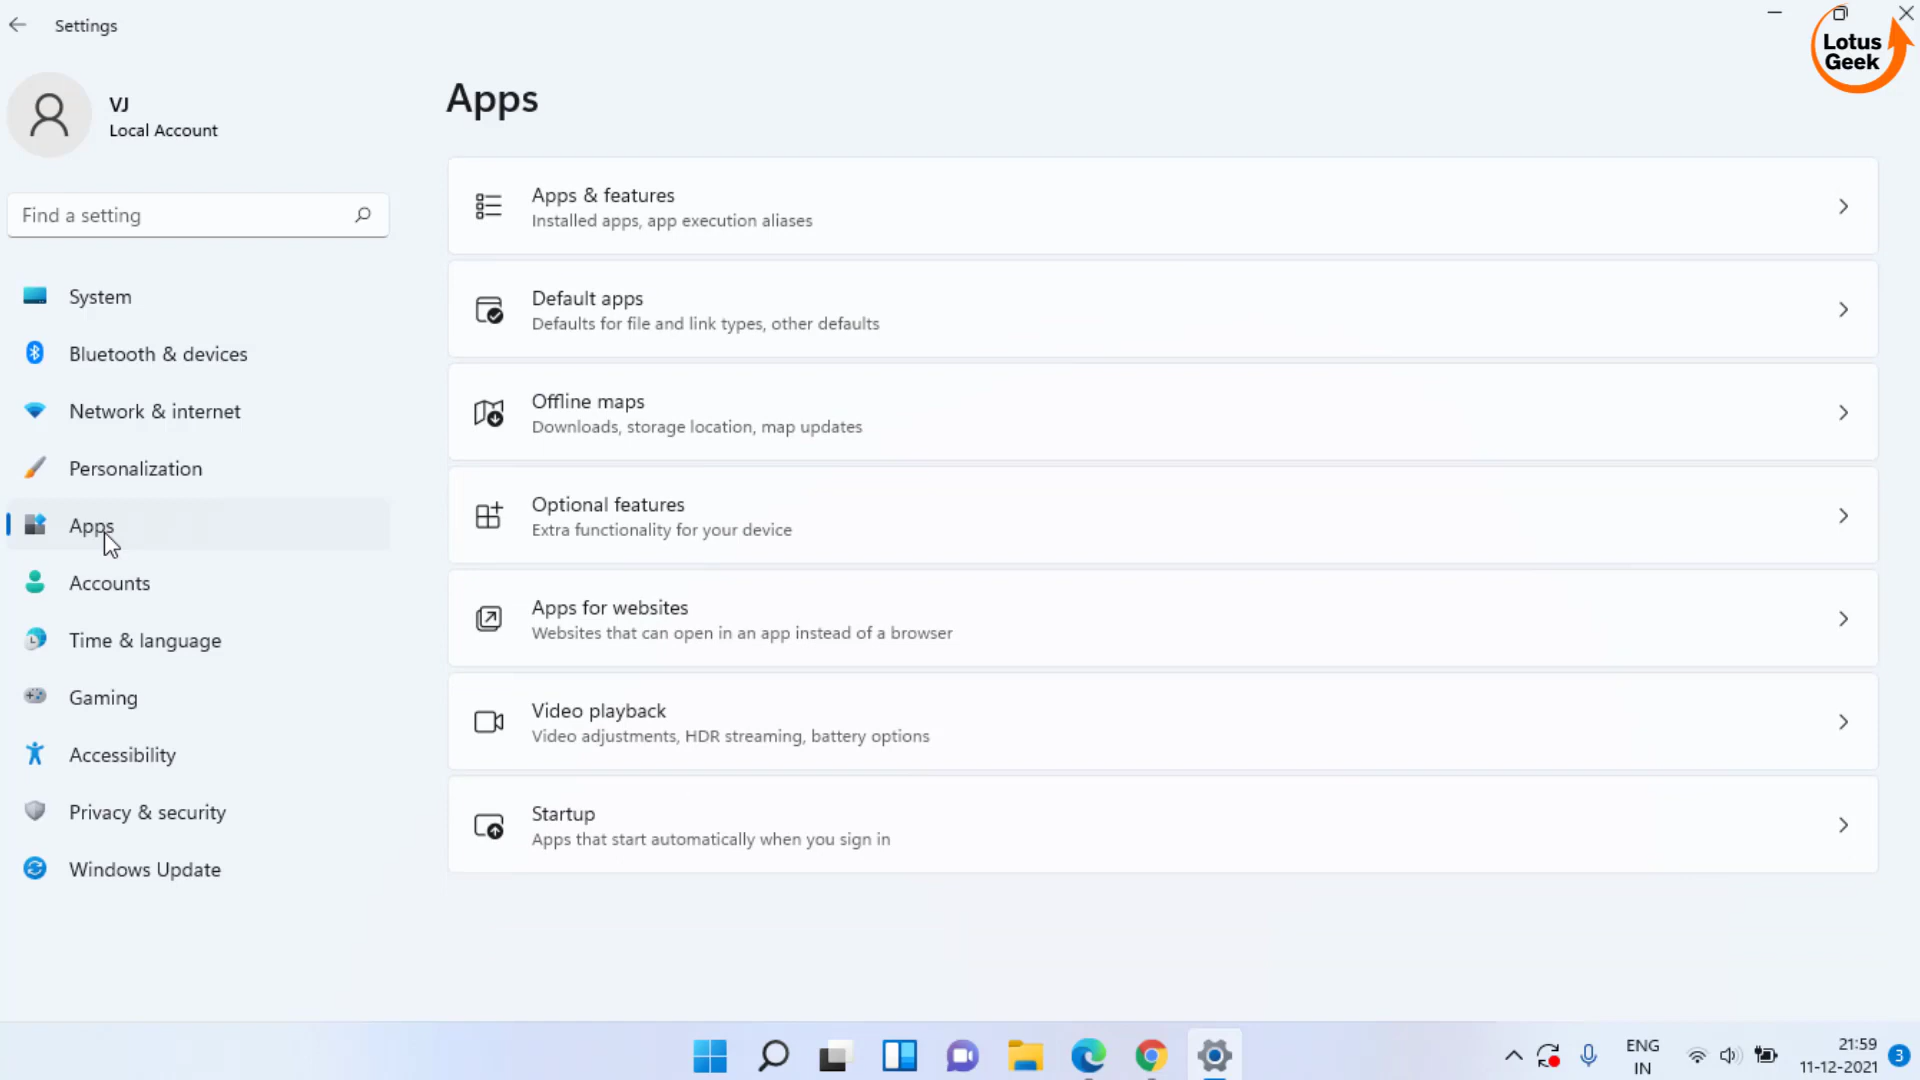 Settings
Lotus
Geek
VJ
Local Account
Find a setting
System
Bluetooth & devices
Network & internet
Personalization
Apps
Accounts
Time & language
Gaming
Accessibility
Privacy & security
Windows Update
Apps
Apps & features
Installed apps, app execution aliases
Default apps
Defaults for file and link types, other defaults
Offline maps
Downloads, storage location, map updates
Optional features
Extra functionality for your device
Apps for websites
Websites that can open in an app instead of a browser
Video playback
Video adjustments, HDR streaming, battery options
Startup
Apps that start automatically when you sign in
ENG
IN
21:59
11-12-2021
3